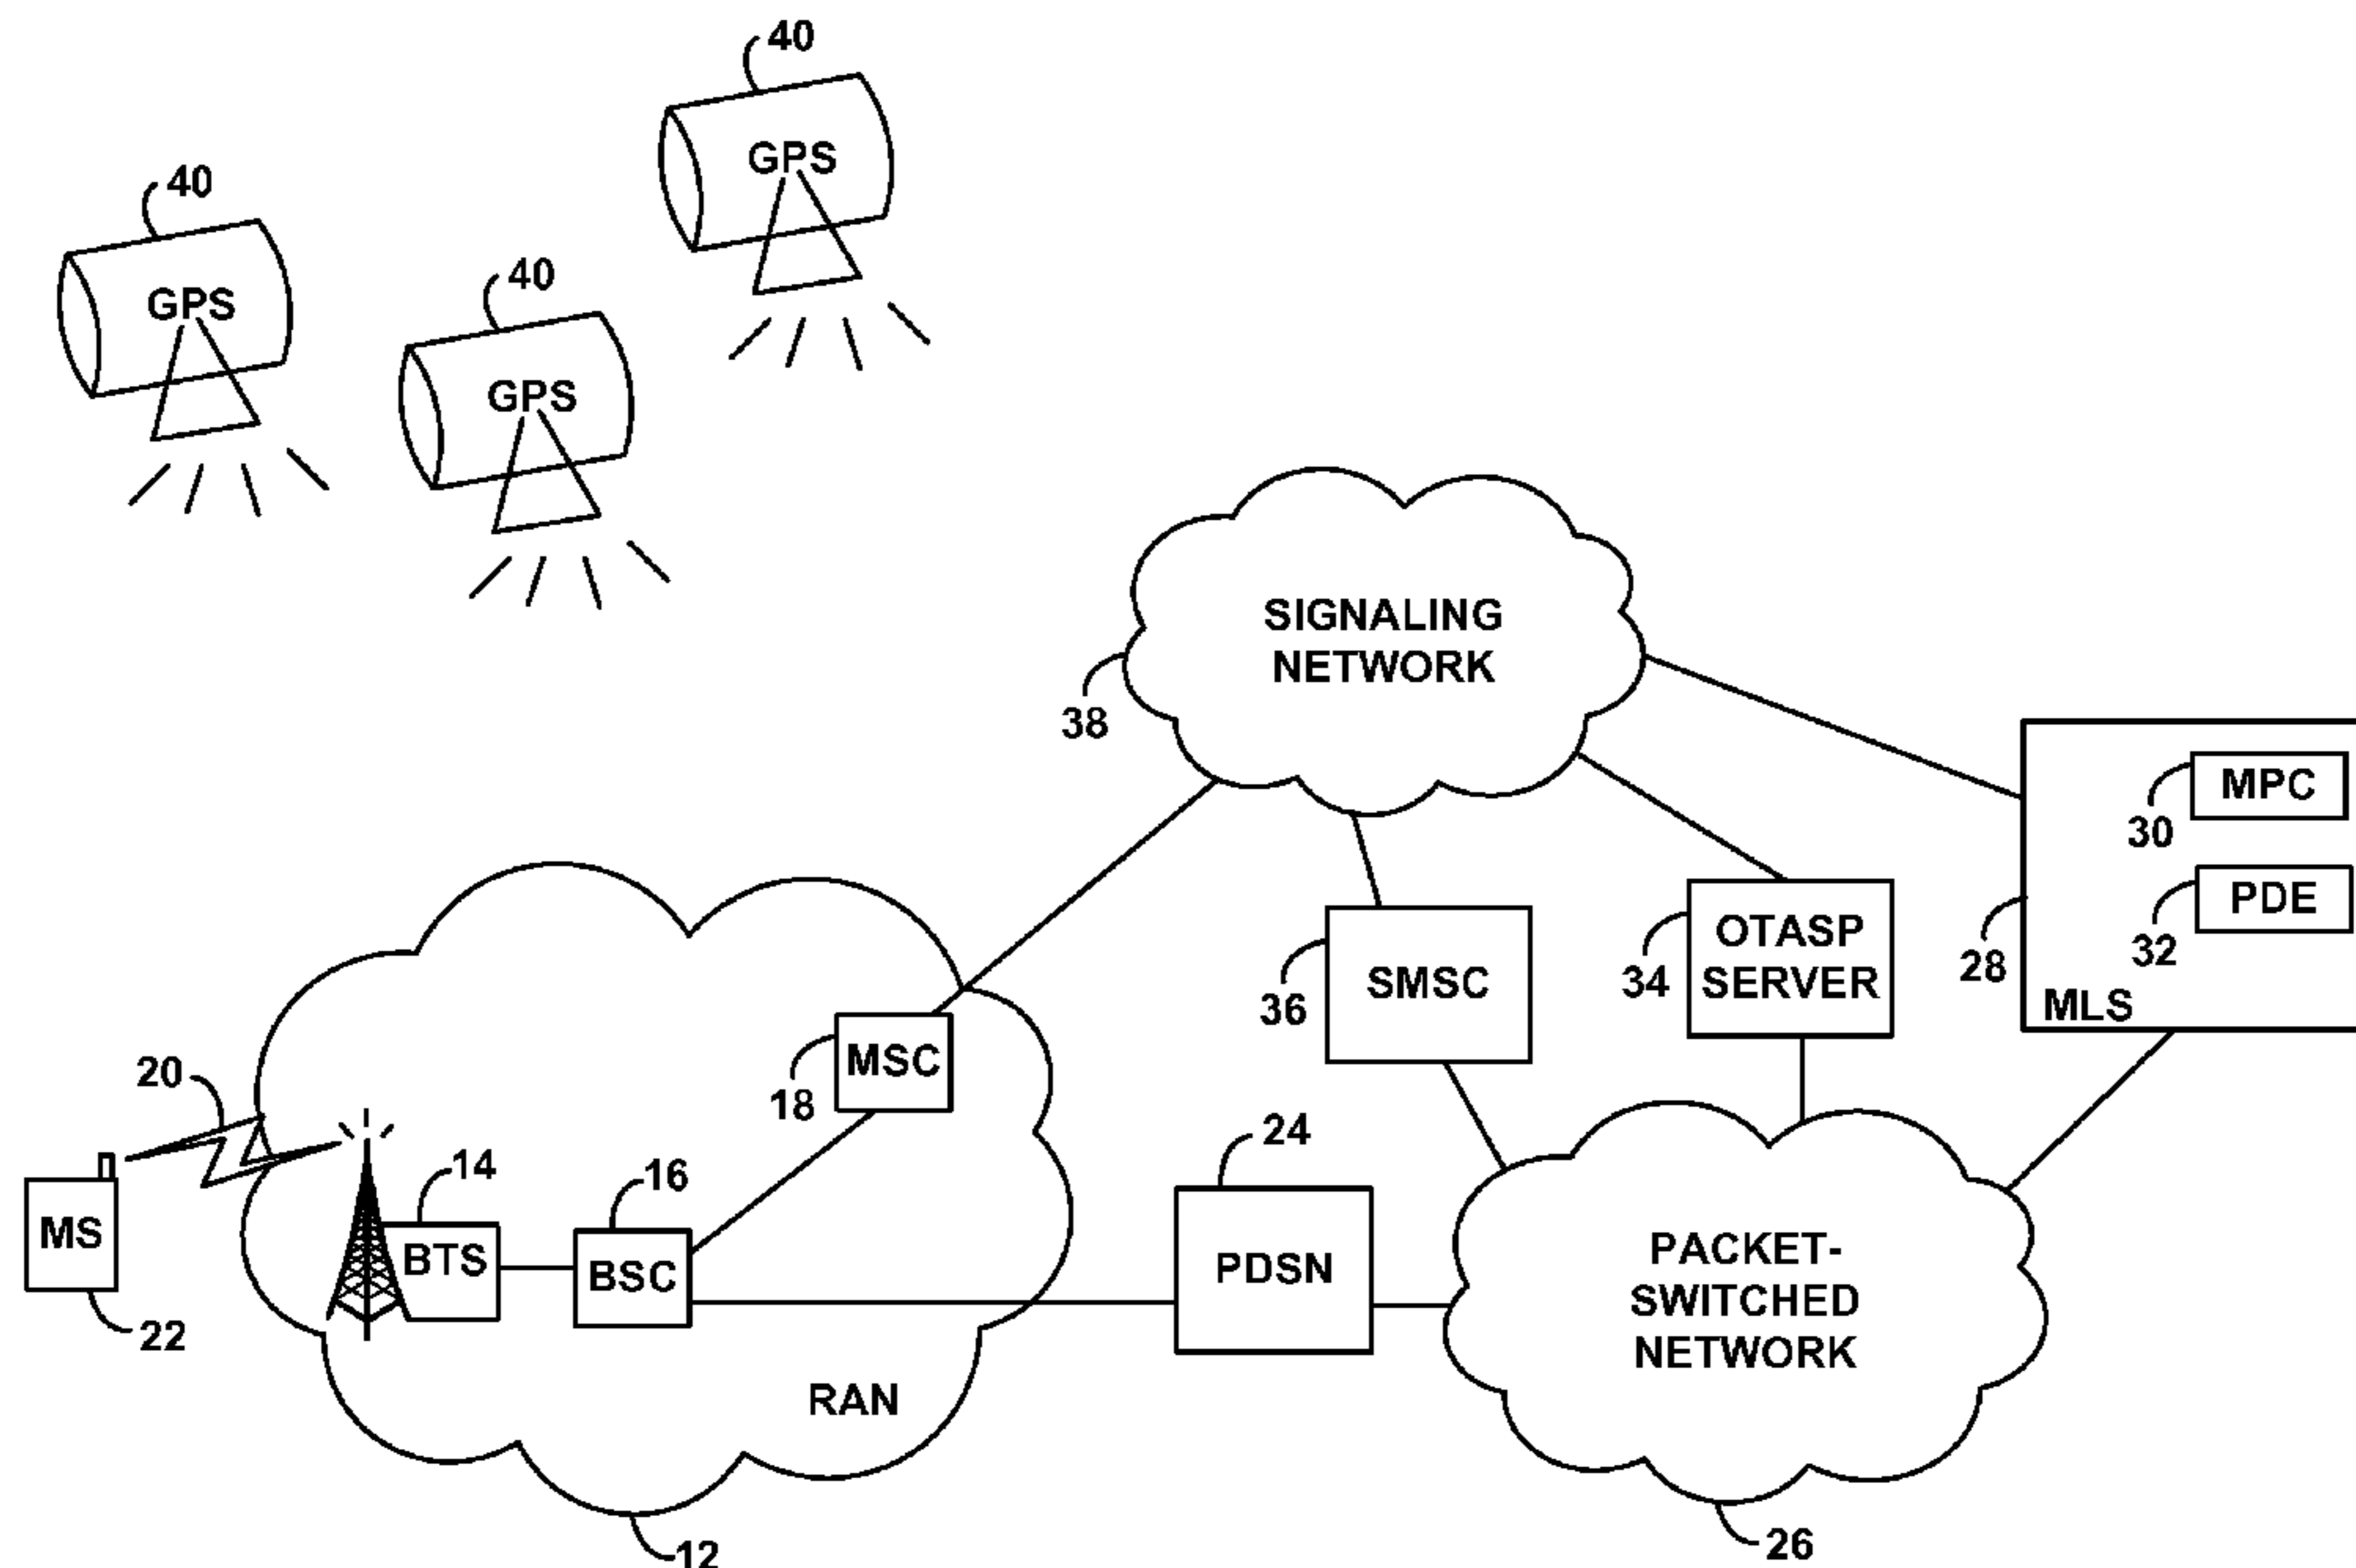 40
GPS
40
GPS
40
GPS
SIGNALING
NETWORK
38
MPC
30
PDE
32
28
MLS
OTASP
SERVER
34
SMSC
36
MSC
18
20
14
16
24
MS
BTS
BSC
PDSN
PACKET-
SWITCHED
NETWORK
22
RAN
12
26